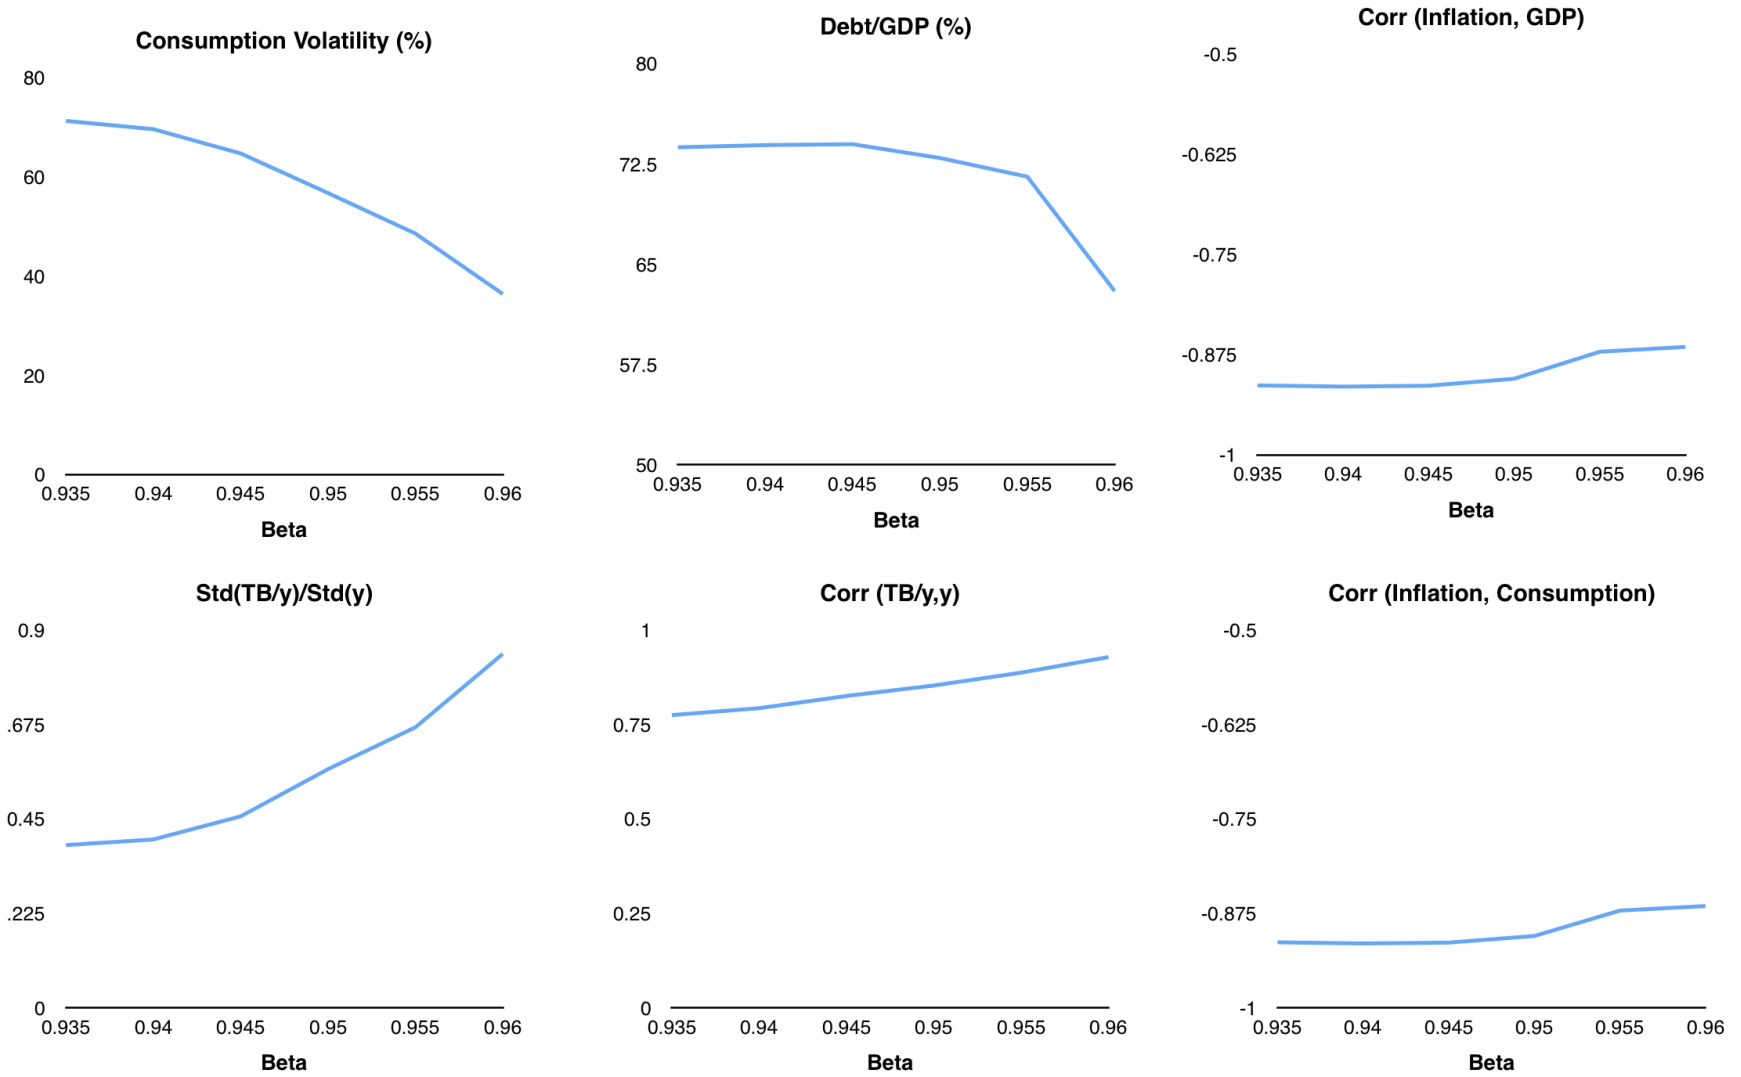 Consumption Volatility (%)
80
60
40
20
0
0.935 0.94 0.945 0.95 0.955 0.96
Beta
Debt/GDP (%)
80
72.5
65
57.5
50
0.935 0.94 0.945 0.95 0.955 0.96
Beta
Corr (Inflation, GDP)
-0.5
-0.625
-0.75
-0.875
-1
0.935 0.94 0.945 0.95 0.955 0.96
Beta
Std(TB/y)/Std(y)
0.9
.675
0.45
.225
0
0.935 0.94 0.945 0.95 0.955 0.96
Beta
Corr (TB/y,y)
1
0.75
0.5
0.25
0
0.935 0.94 0.945 0.95 0.955 0.96
Beta
Corr (Inflation, Consumption)
-0.5
-0.625
-0.75
-0.875
-1
0.935 0.94 0.945 0.95 0.955 0.96
Beta